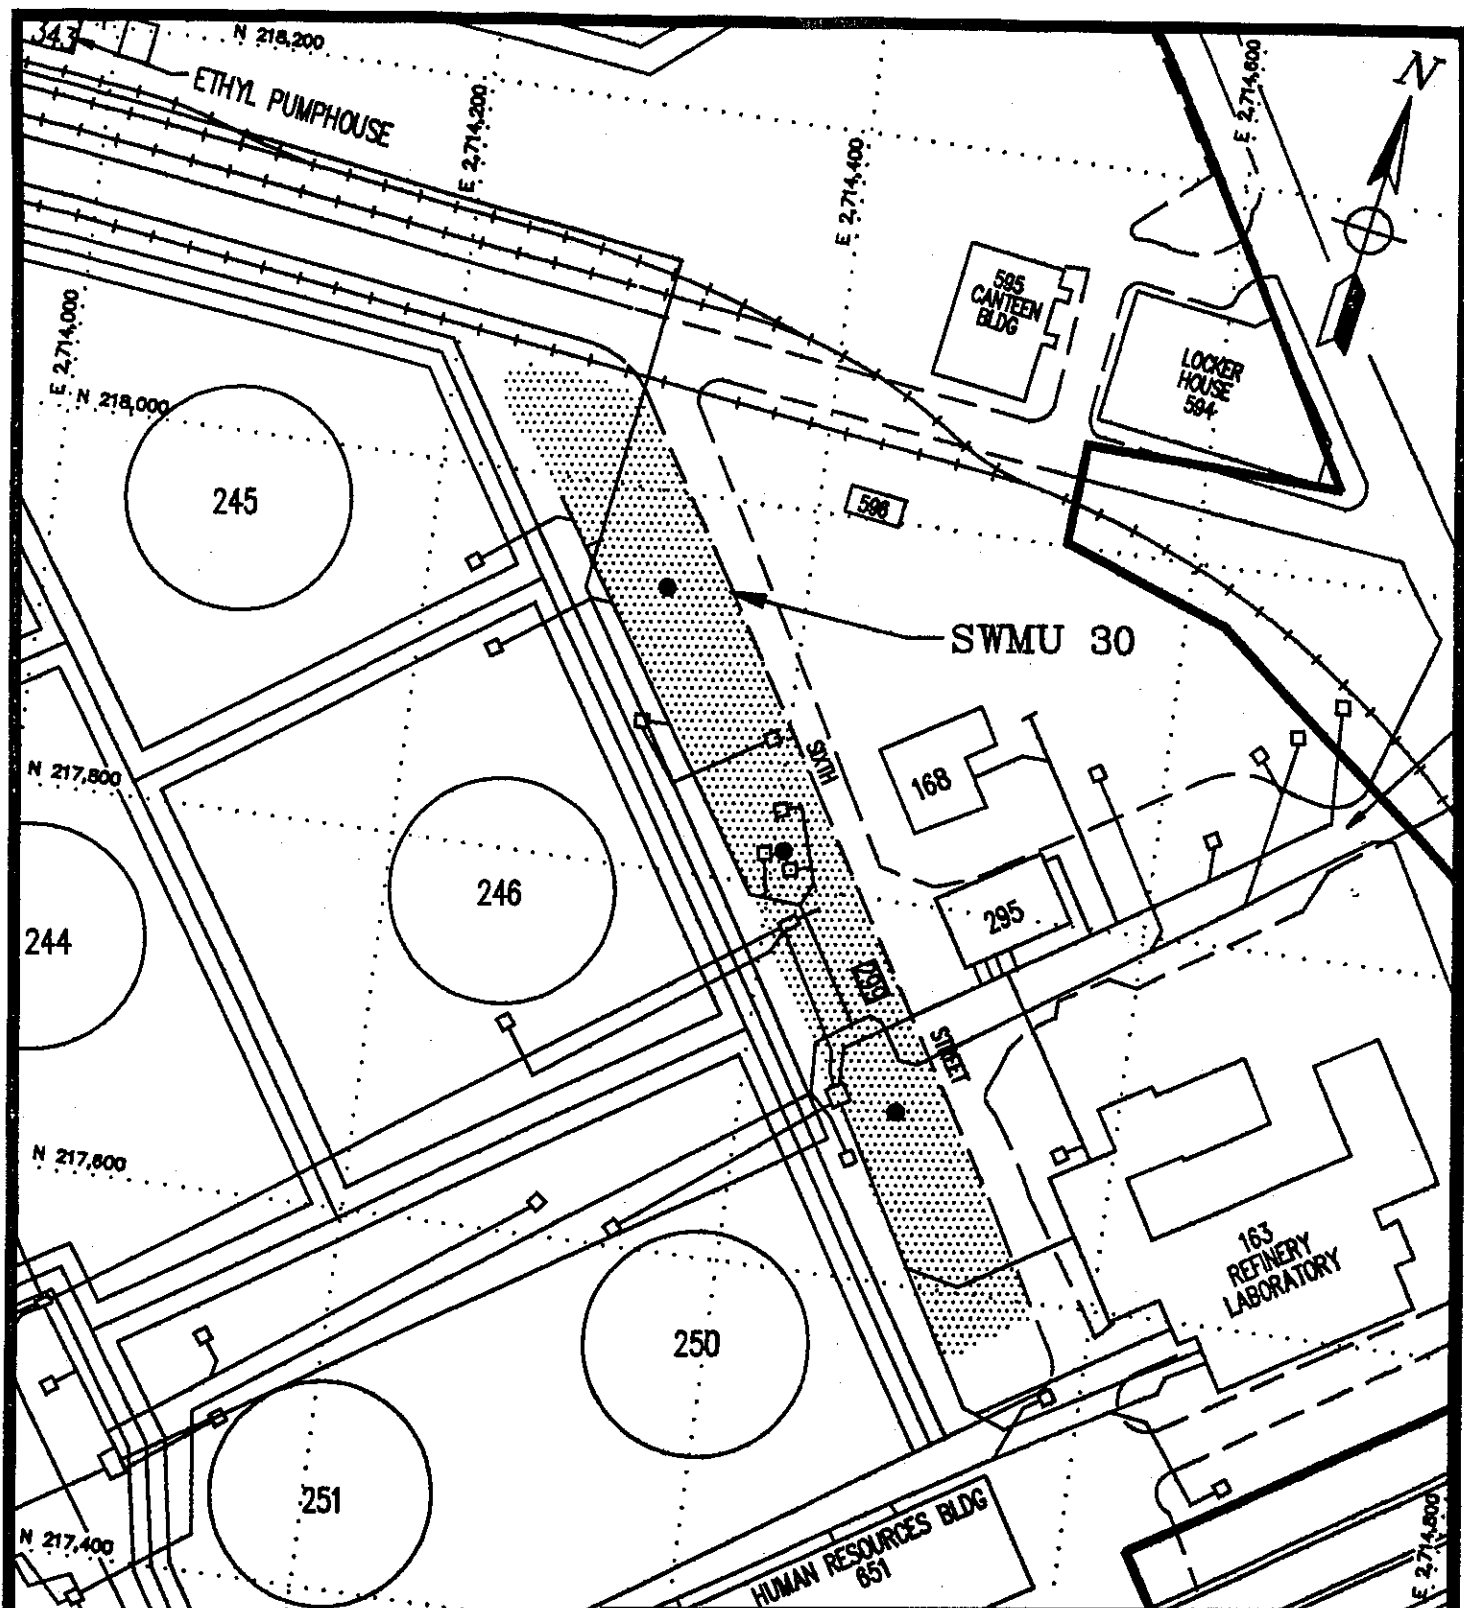 343
N 218,200
ETHYL PUMPHOUSE
E 2,714,200
E 2,714,400
E 2,714,600
N
E 2,714,000
N 218,000
595
CANTEEN
BLDG
LOCKER
HOUSE
594
245
596
SWMU 30
SIXTH
168
N 217,800
246
244
295
299
STREET
N 217,600
163
REFINERY
LABORATORY
250
251
N 217,400
HUMAN RESOURCES BLDG
651
E 2,714,800